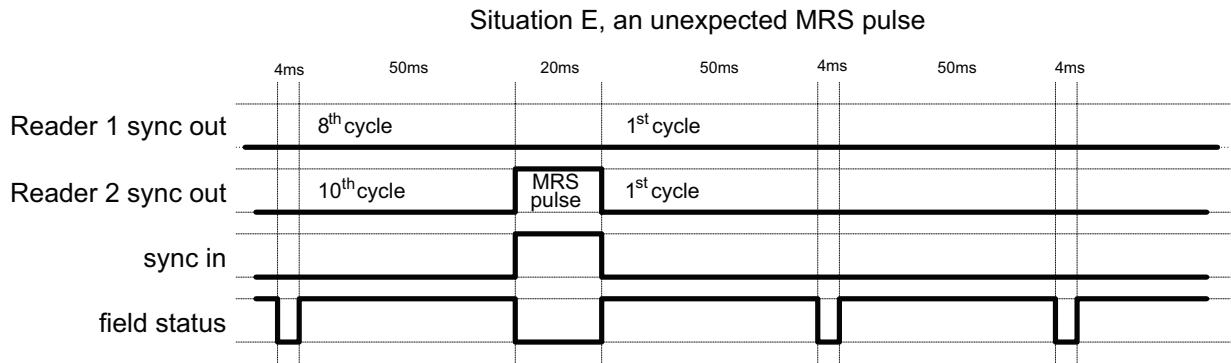 Situation E, an unexpected MRS pulse
4ms 50ms 20ms 50ms 4ms 50ms 4ms
Reader 1 sync out 8th cycle 1st cycle
Reader 2 sync out 10th cycle MRS pulse 1st cycle
sync in
field status